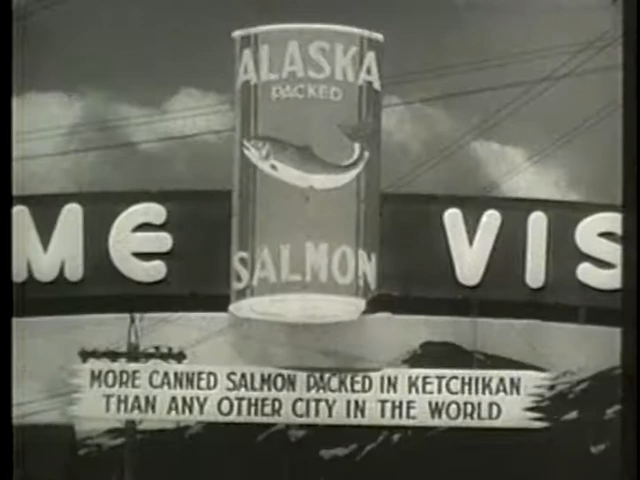 ALASKA
PACKED
SALMON
ME VIS
MORE CANNED SALMON PACKED IN KETCHIKAN
THAN ANY OTHER CITY IN THE WORLD